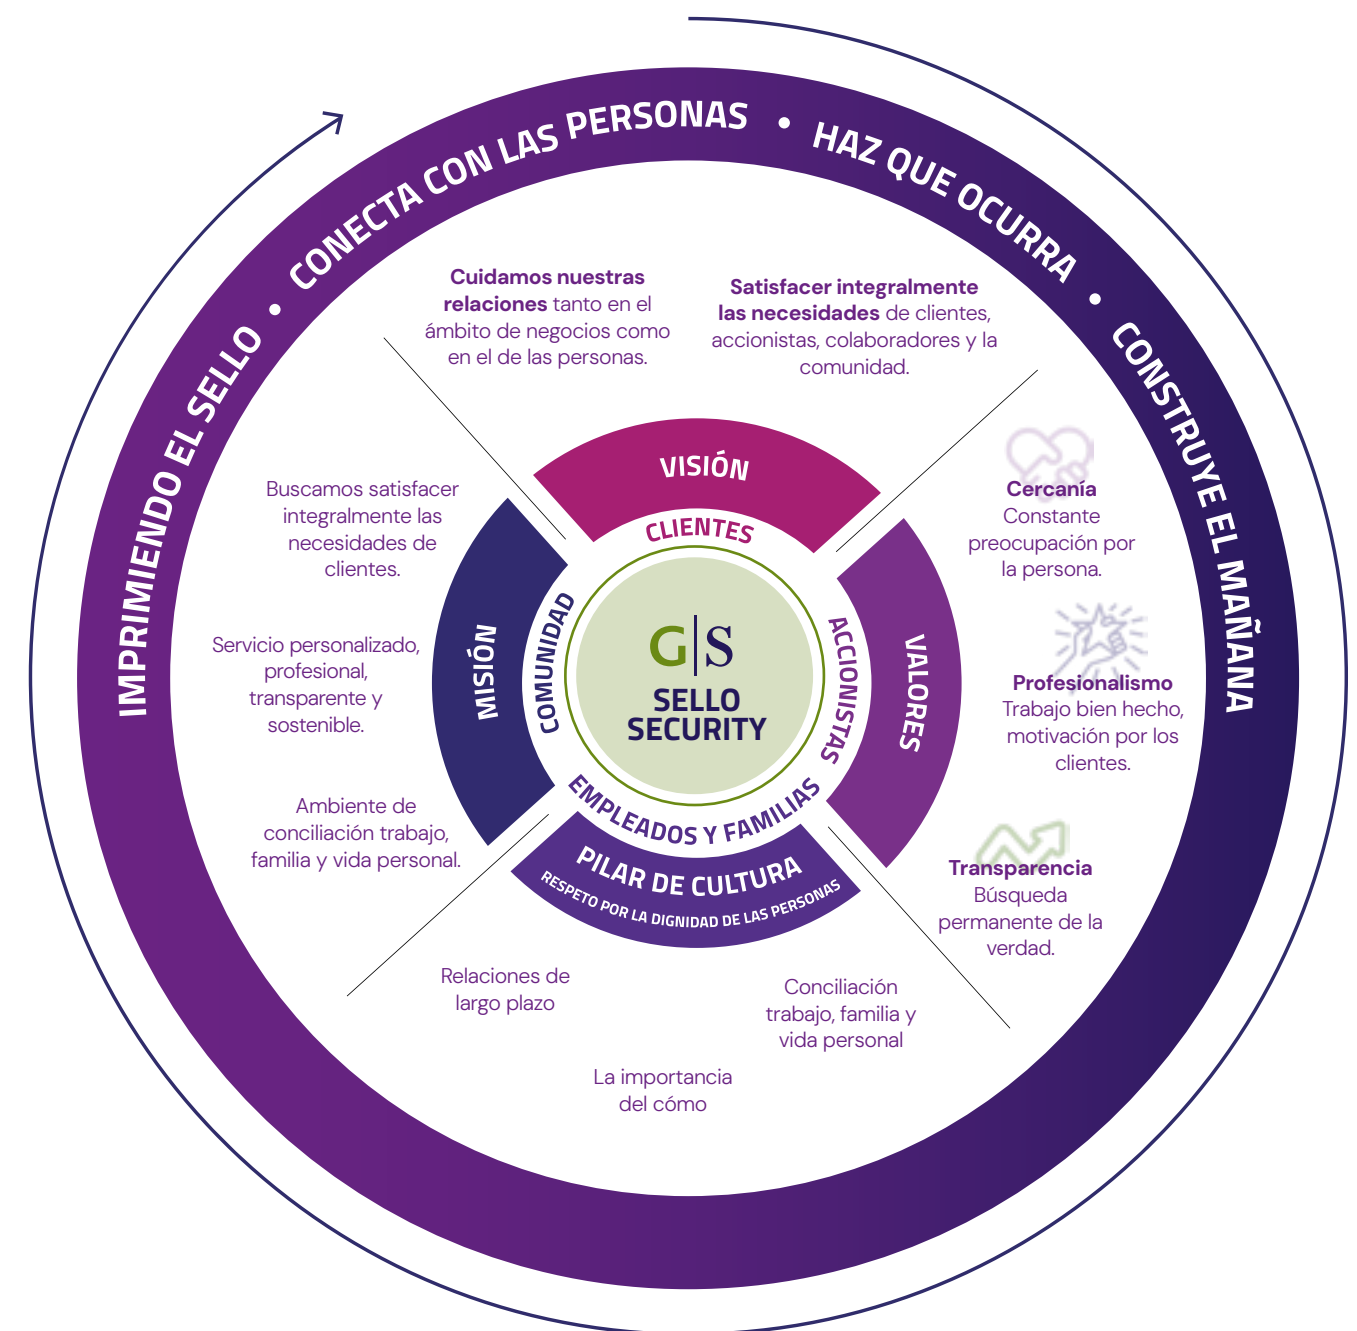 IMPRIMIENDO EL SELLO • CONECTA CON LAS PERSONAS • HAZ QUE OCURRA • CONSTRUYE EL MAÑANA
Cuidamos nuestras
relaciones tanto en el
ámbito de negocios como
en el de las personas.
Satisfacer integralmente
las necesidades de clientes,
accionistas, colaboradores y la
comunidad.
VISIÓN
CLIENTES
Buscamos satisfacer
integralmente las
necesidades de
clientes.
Servicio personalizado,
profesional,
transparente y
sostenible.
Ambiente de
conciliación trabajo,
familia y vida personal.
MISIÓN
COMUNIDAD
G|S
SELLO
SECURITY
ACCIONISTAS
VALORES
Cercanía
Constante
preocupación por
la persona.
Profesionalismo
Trabajo bien hecho,
motivación por los
clientes.
Transparencia
Búsqueda
permanente de la
verdad.
EMPLEADOS Y FAMILIAS
PILAR DE CULTURA
RESPETO POR LA DIGNIDAD DE LAS PERSONAS
Relaciones de
largo plazo
La importancia
del cómo
Conciliación
trabajo, familia y
vida personal